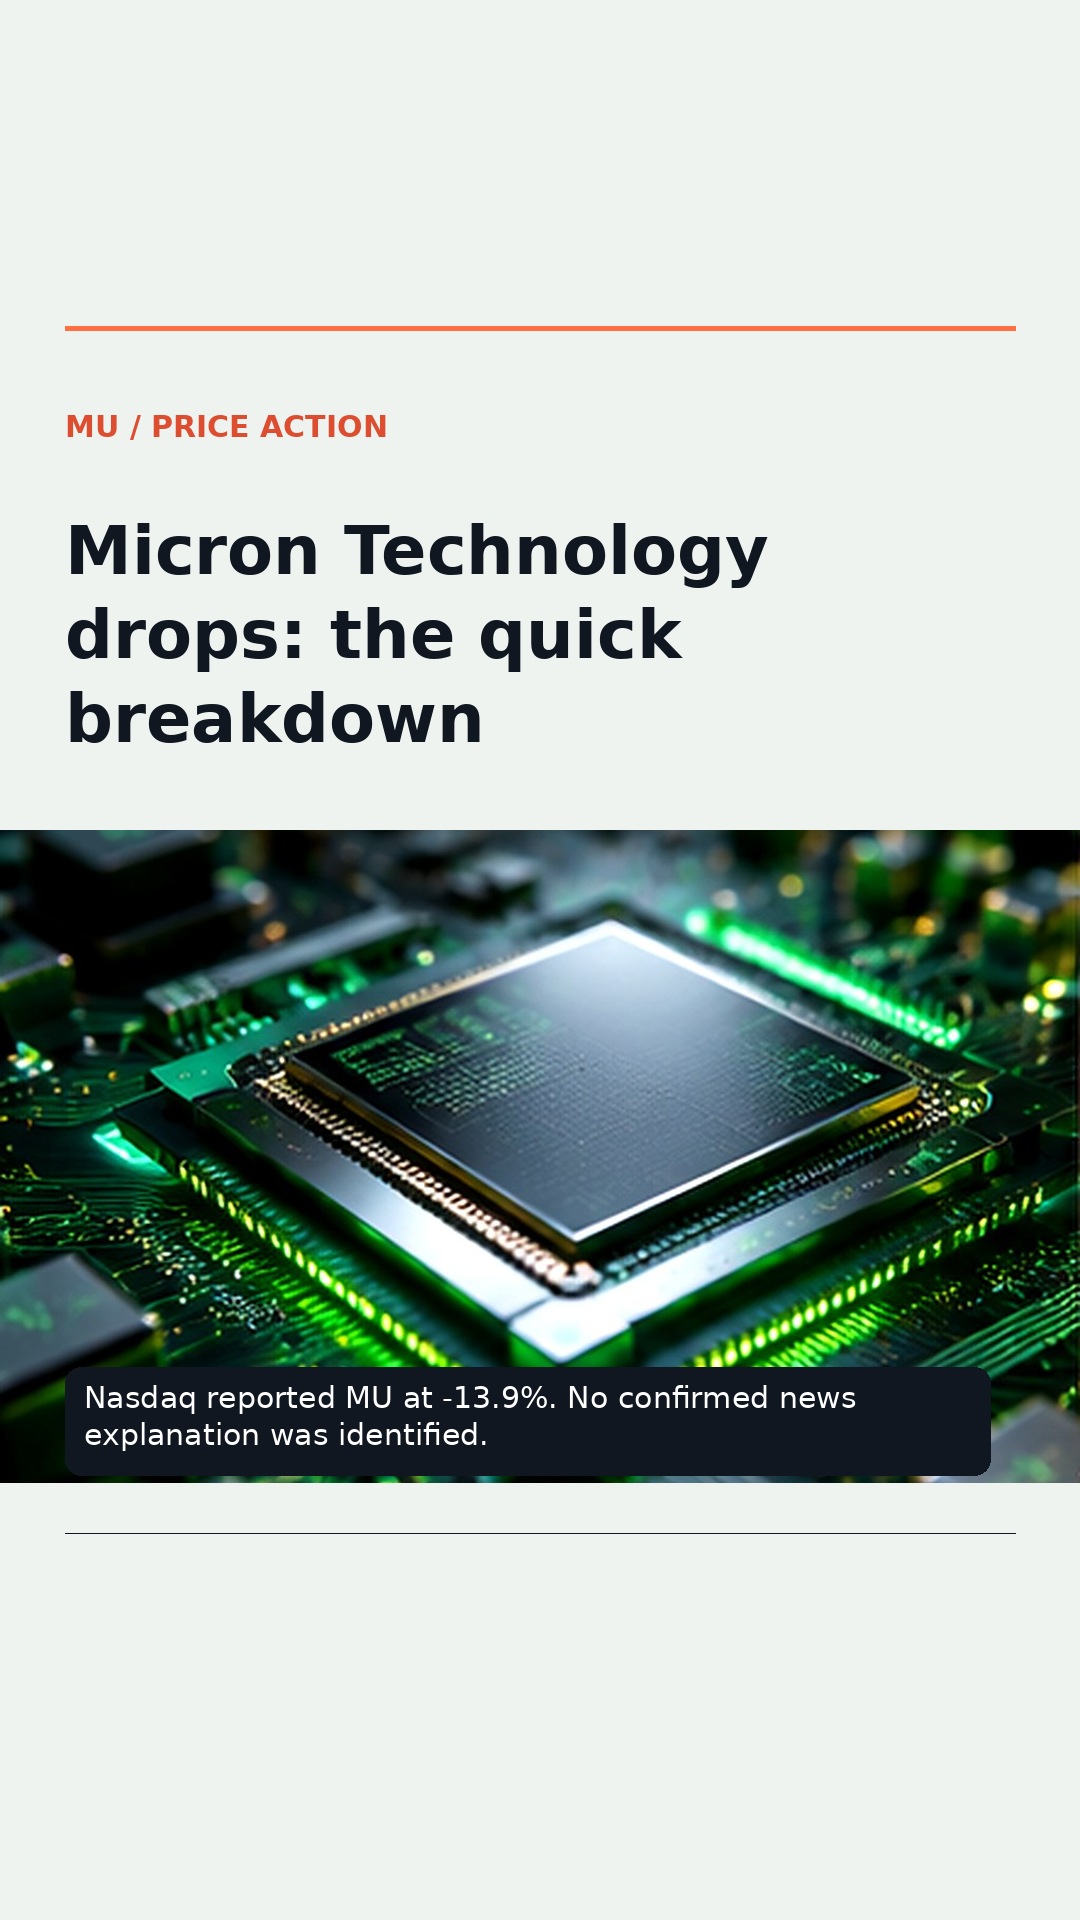 MU / PRICE ACTION
Micron Technology
drops: the quick
breakdown
Nasdaq reported MU at -13.9%. No confirmed news
explanation was identified.